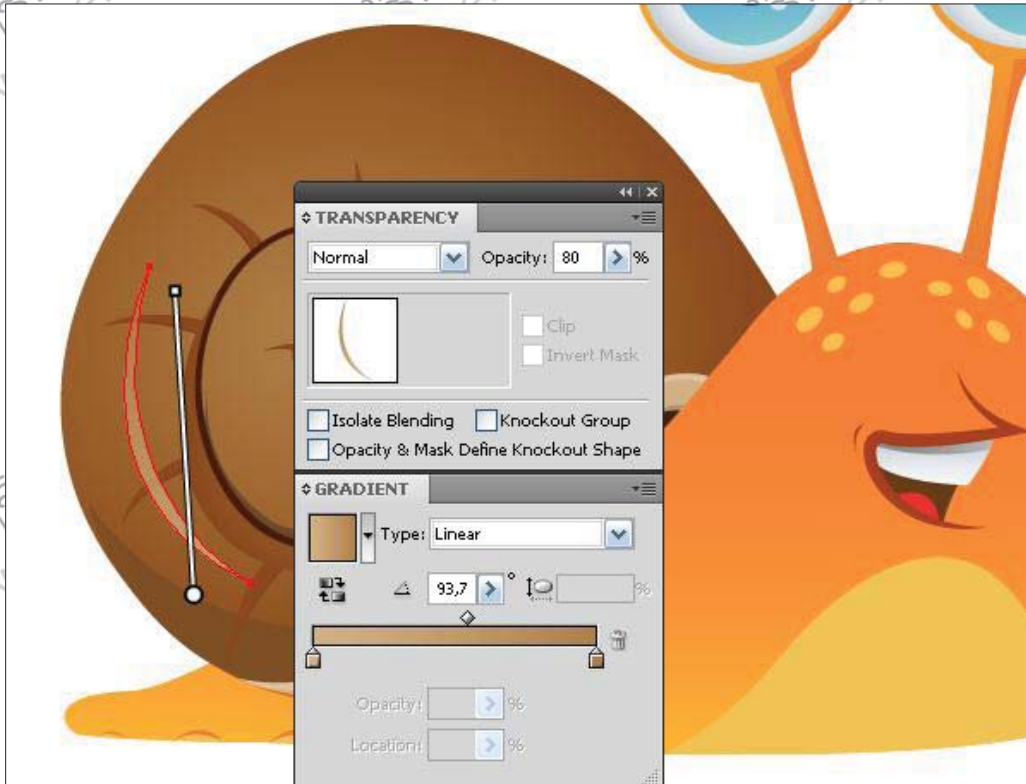 TRANSPARENCY
Normal Opacity: 80 %
Clip
Invert Mask
Isolate Blending Knockout Group
Opacity & Mask Define Knockout Shape
GRADIENT
Type: Linear
93,7 ° %
Opacity: %
Location: %